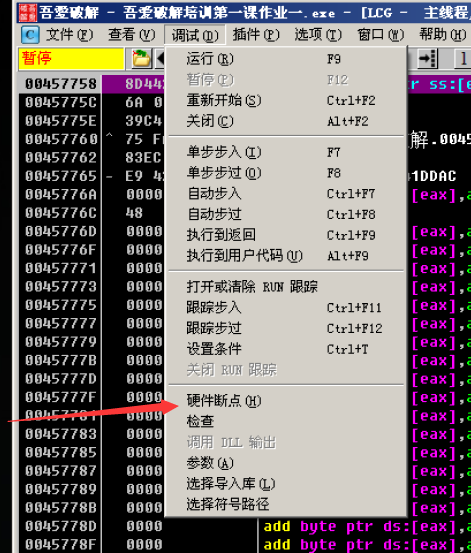 吾爱破解 - 吾爱破解培训第一课作业一.exe - [LCG - 主线程
C 文件(F) 查看(V) 调试(D) 插件(P) 选项(T) 窗口(W) 帮助(H)
暂停
运行(R) F9
暂停(P) F12
重新开始(S) Ctrl+F2
关闭(C) Alt+F2
单步步入(I) F7
单步步过(O) F8
自动步入 Ctrl+F7
自动步过 Ctrl+F8
执行到返回 Ctrl+F9
执行到用户代码(U) Alt+F9
打开或清除 RUN 跟踪
跟踪步入 Ctrl+F11
跟踪步过 Ctrl+F12
设置条件 Ctrl+T
关闭 RUN 跟踪
硬件断点(H)
检查
调用 DLL 输出
参数(A)
选择导入库(L)
选择符号路径
00457758 8D44 r ss:[e
0045775C 6A 0
0045775E 39C4
00457760 ^ 75 F 解.0045
00457762 83EC
00457765 - E9 4 1DDAC
0045776A 0000 [eax],a
0045776C 48
0045776D 0000 [eax],a
0045776F 0000 [eax],a
00457771 0000 [eax],a
00457773 0000 [eax],a
00457775 0000 [eax],a
00457777 0000 [eax],a
00457779 0000 [eax],a
0045777B 0000 [eax],a
0045777D 0000 [eax],a
0045777F 0000 [eax],a
00457781 0000 [eax],a
00457783 0000 [eax],a
00457785 0000 [eax],a
00457787 0000 [eax],a
00457789 0000 [eax],a
0045778B 0000 [eax],a
0045778D 0000 add byte ptr ds:[eax],a
0045778F 0000 add byte ptr ds:[eax],a